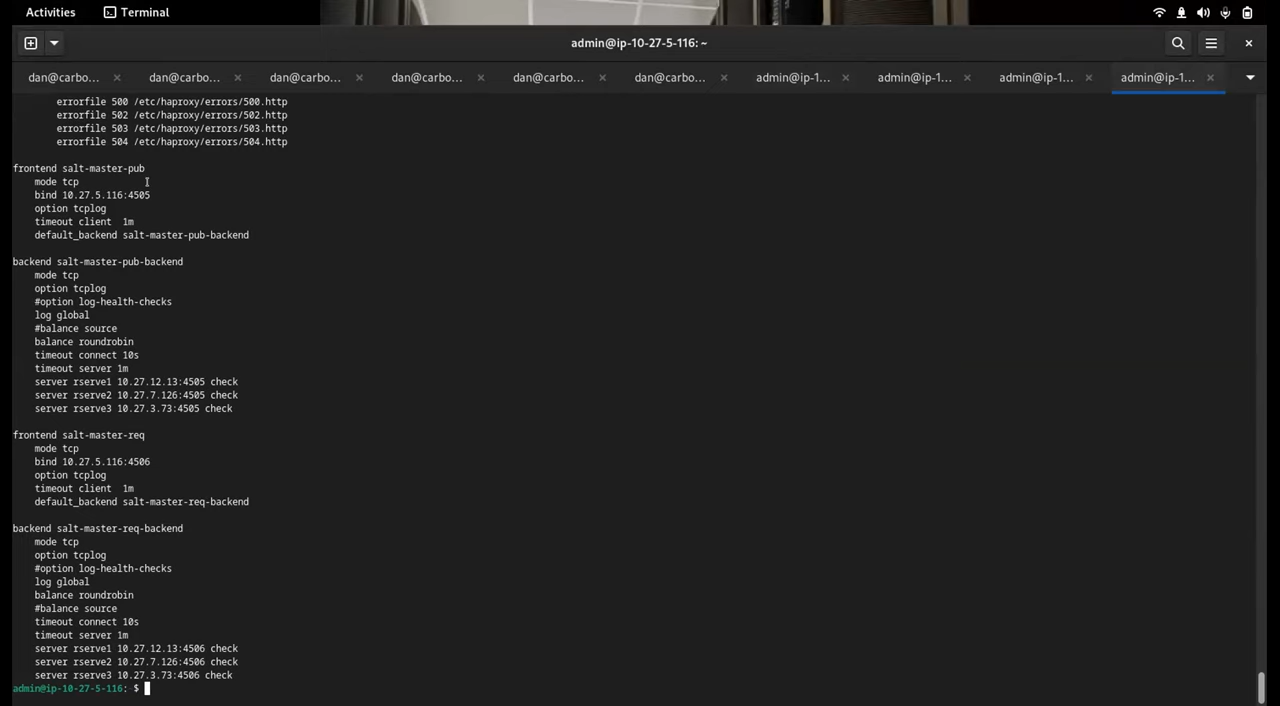 Activities
Terminal
admin@ip-10-27-5-116: ~
dan@carbo...
dan@carbo...
dan@carbo...
dan@carbo...
dan@carbo...
dan@carbo...
admin@ip-1...
admin@ip-1...
admin@ip-1...
admin@ip-1...
errorfile 500 /etc/haproxy/errors/500.http
errorfile 502 /etc/haproxy/errors/502.http
errorfile 503 /etc/haproxy/errors/503.http
errorfile 504 /etc/haproxy/errors/504.http
frontend salt-master-pub
mode tcp
bind 10.27.5.116:4505
option tcplog
timeout client  1m
default_backend salt-master-pub-backend
backend salt-master-pub-backend
mode tcp
option tcplog
#option log-health-checks
log global
#balance source
balance roundrobin
timeout connect 10s
timeout server 1m
server rserve1 10.27.12.13:4505 check
server rserve2 10.27.7.126:4505 check
server rserve3 10.27.3.73:4505 check
frontend salt-master-req
mode tcp
bind 10.27.5.116:4506
option tcplog
timeout client  1m
default_backend salt-master-req-backend
backend salt-master-req-backend
mode tcp
option tcplog
#option log-health-checks
log global
balance roundrobin
#balance source
timeout connect 10s
timeout server 1m
server rserve1 10.27.12.13:4506 check
server rserve2 10.27.7.126:4506 check
server rserve3 10.27.3.73:4506 check
admin@ip-10-27-5-116: $